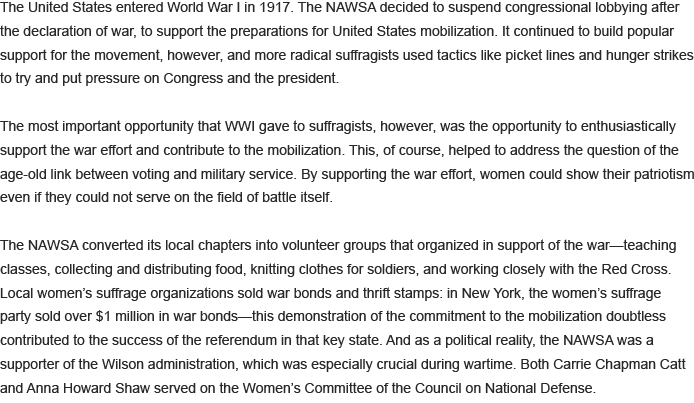 The United States entered World War I in 1917. The NAWSA decided to suspend congressional lobbying after
the declaration of war, to support the preparations for United States mobilization. It continued to build popular
support for the movement, however, and more radical suffragists used tactics like picket lines and hunger strikes
to try and put pressure on Congress and the president.
The most important opportunity that WWI gave to suffragists, however, was the opportunity to enthusiastically
support the war effort and contribute to the mobilization. This, of course, helped to address the question of the
age-old link between voting and military service. By supporting the war effort, women could show their patriotism
even if they could not serve on the field of battle itself.
The NAWSA converted its local chapters into volunteer groups that organized in support of the war—teaching
classes, collecting and distributing food, knitting clothes for soldiers, and working closely with the Red Cross.
Local women’s suffrage organizations sold war bonds and thrift stamps: in New York, the women’s suffrage
party sold over $1 million in war bonds—this demonstration of the commitment to the mobilization doubtless
contributed to the success of the referendum in that key state. And as a political reality, the NAWSA was a
supporter of the Wilson administration, which was especially crucial during wartime. Both Carrie Chapman Catt
and Anna Howard Shaw served on the Women’s Committee of the Council on National Defense.